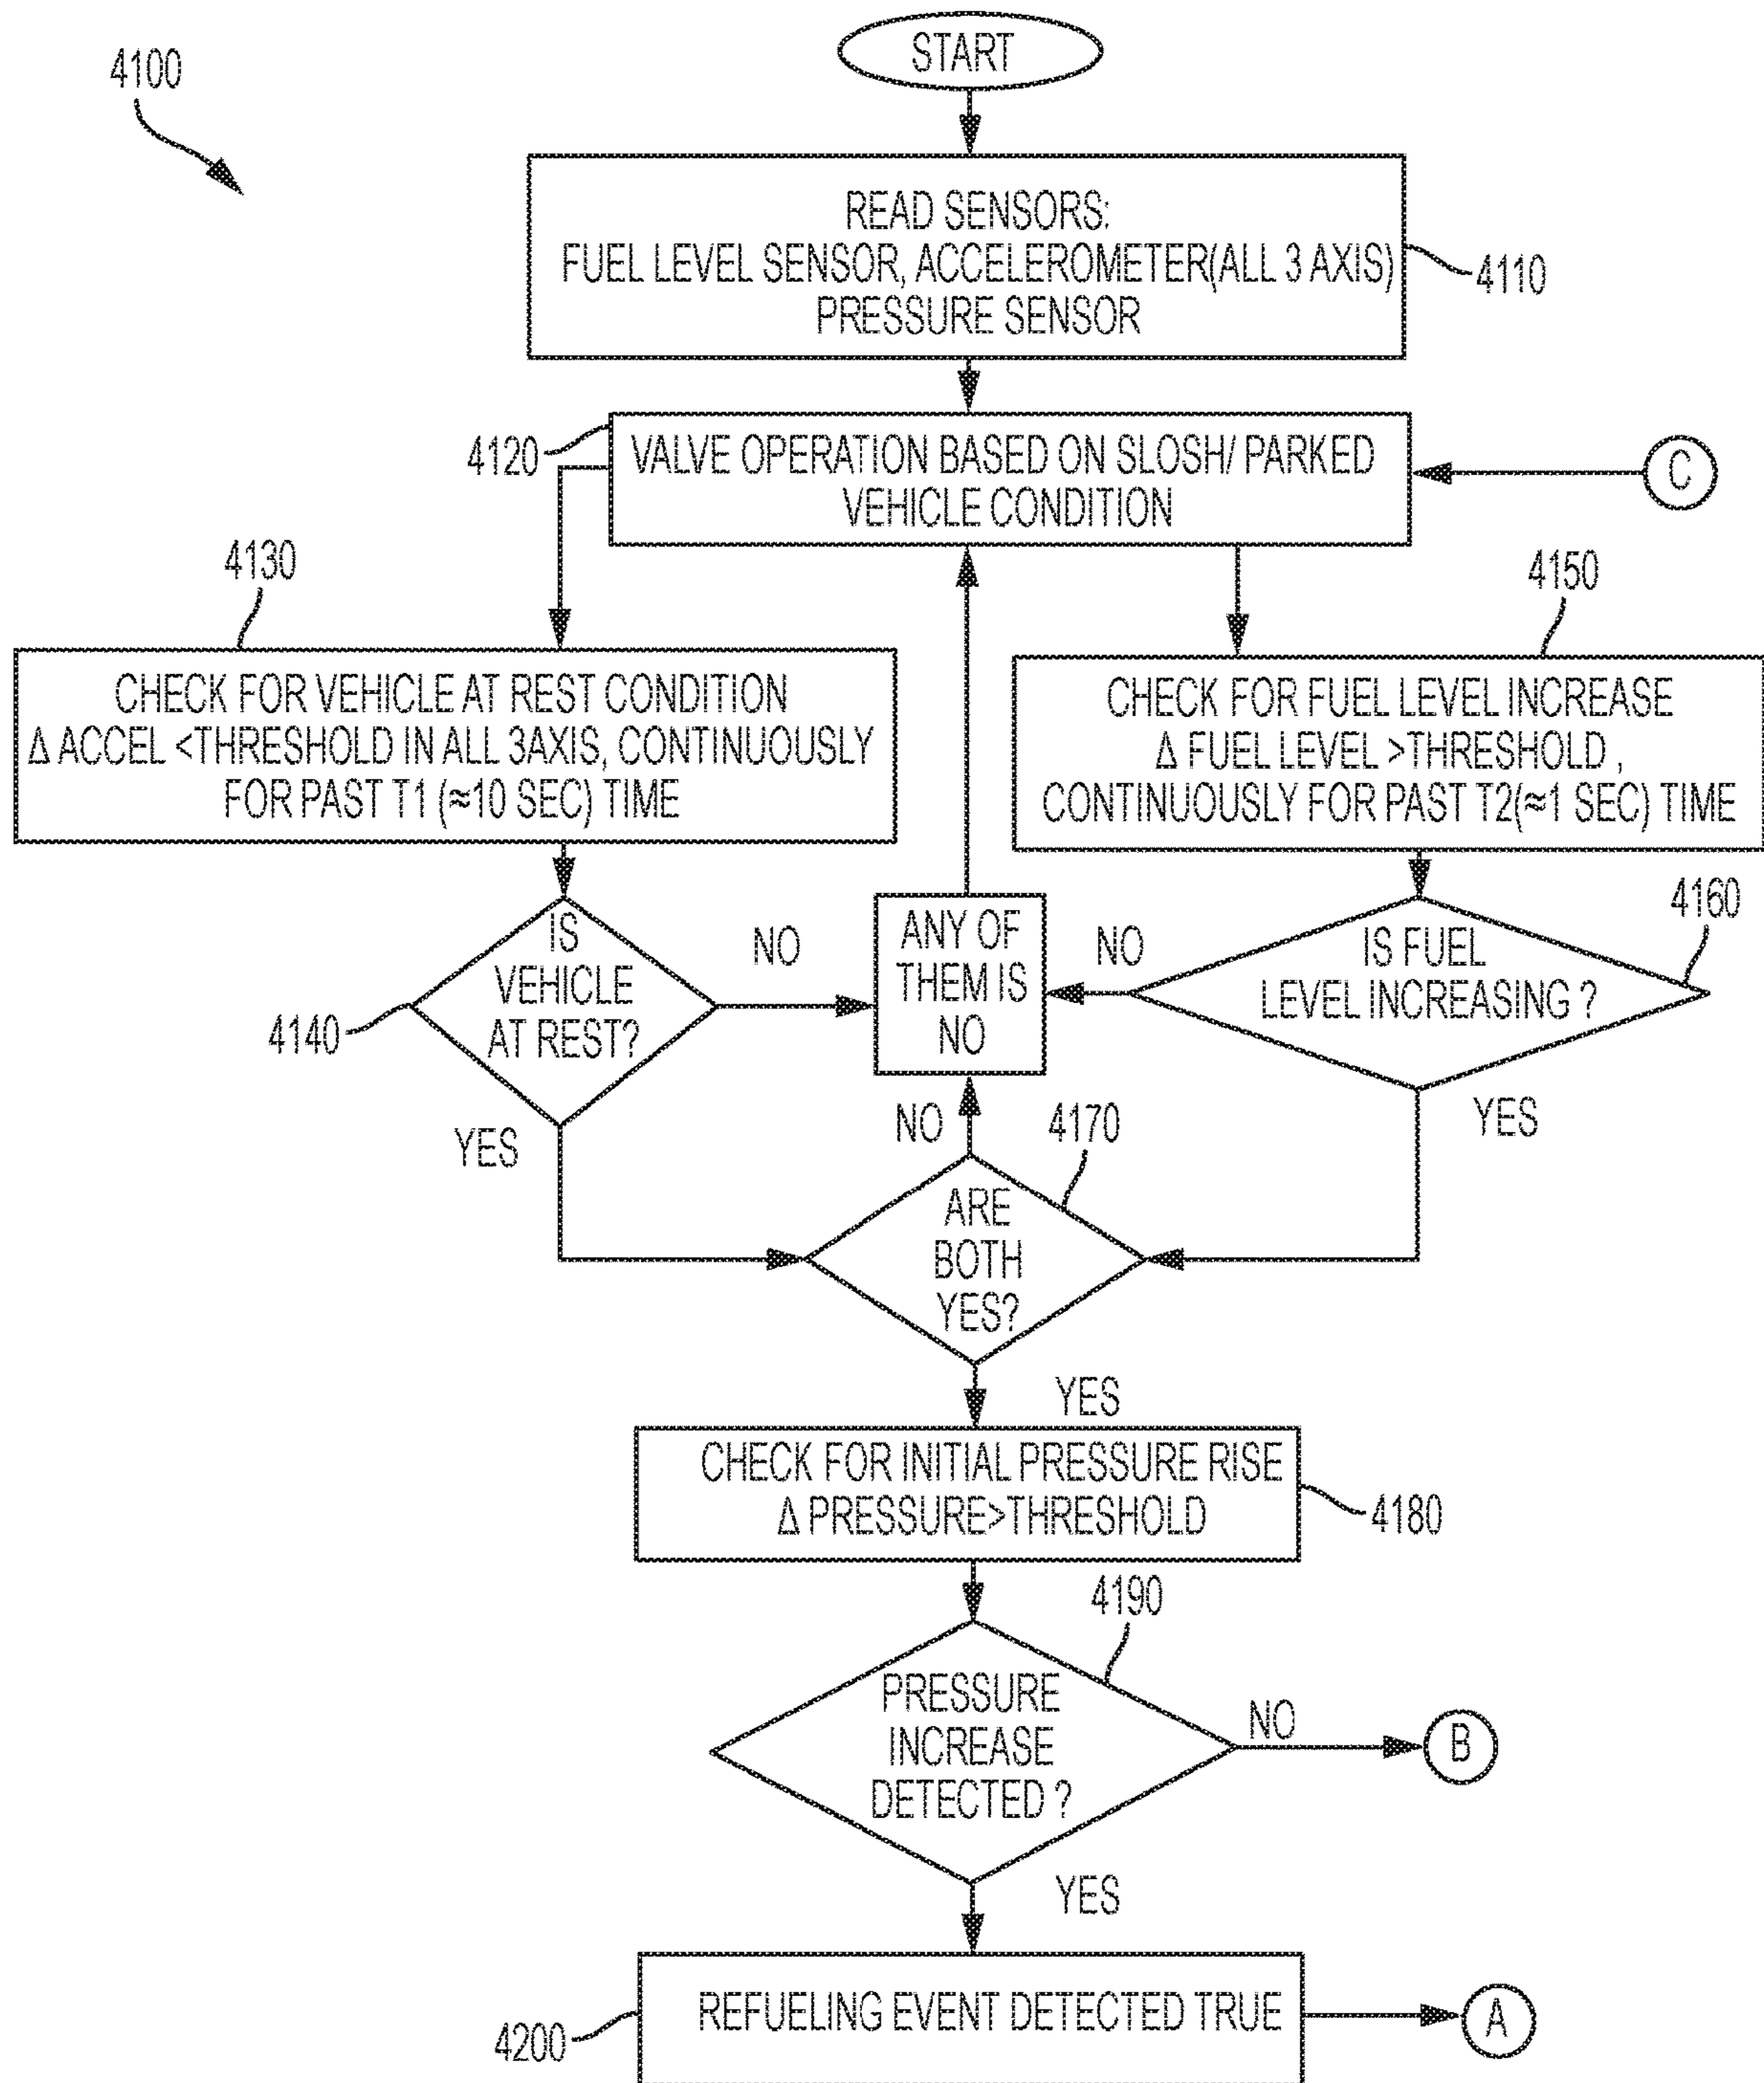 START
4100
READ SENSORS:
FUEL LEVEL SENSOR, ACCELEROMETER(ALL 3 AXIS)
PRESSURE SENSOR
4110
4120
VALVE OPERATION BASED ON SLOSH/ PARKED
VEHICLE CONDITION
C
4130
CHECK FOR VEHICLE AT REST CONDITION
Δ ACCEL <THRESHOLD IN ALL 3AXIS, CONTINUOUSLY
FOR PAST T1 (≈10 SEC) TIME
4150
CHECK FOR FUEL LEVEL INCREASE
Δ FUEL LEVEL >THRESHOLD ,
CONTINUOUSLY FOR PAST T2(≈1 SEC) TIME
IS
VEHICLE
AT REST?
4140
NO
YES
ANY OF
THEM IS
NO
NO
4160
IS FUEL
LEVEL INCREASING ?
YES
NO
4170
ARE
BOTH
YES?
YES
CHECK FOR INITIAL PRESSURE RISE
Δ PRESSURE>THRESHOLD
4180
4190
PRESSURE
INCREASE
DETECTED ?
NO
B
YES
4200
REFUELING EVENT DETECTED TRUE
A